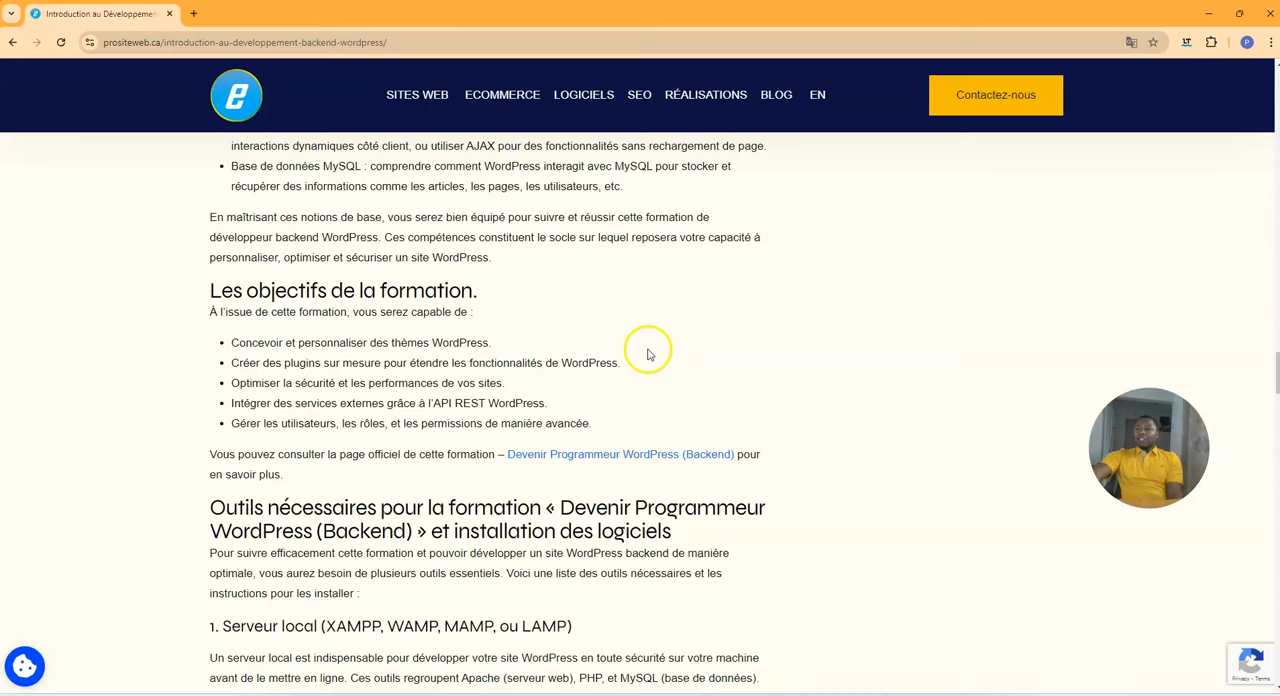 Introduction au Développemen
prositeweb.ca/introduction-au-developpement-backend-wordpress/
P
e
SITES WEB ECOMMERCE LOGICIELS SEO RÉALISATIONS BLOG EN
Contactez-nous
interactions dynamiques côté client, ou utiliser AJAX pour des fonctionnalités sans rechargement de page.
• Base de données MySQL : comprendre comment WordPress interagit avec MySQL pour stocker et
récupérer des informations comme les articles, les pages, les utilisateurs, etc.
En maîtrisant ces notions de base, vous serez bien équipé pour suivre et réussir cette formation de
développeur backend WordPress. Ces compétences constituent le socle sur lequel reposera votre capacité à
personnaliser, optimiser et sécuriser un site WordPress.
Les objectifs de la formation.
À l’issue de cette formation, vous serez capable de :
• Concevoir et personnaliser des thèmes WordPress.
• Créer des plugins sur mesure pour étendre les fonctionnalités de WordPress.
• Optimiser la sécurité et les performances de vos sites.
• Intégrer des services externes grâce à l’API REST WordPress.
• Gérer les utilisateurs, les rôles, et les permissions de manière avancée.
Vous pouvez consulter la page officiel de cette formation – Devenir Programmeur WordPress (Backend) pour
en savoir plus.
Outils nécessaires pour la formation « Devenir Programmeur
WordPress (Backend) » et installation des logiciels
Pour suivre efficacement cette formation et pouvoir développer un site WordPress backend de manière
optimale, vous aurez besoin de plusieurs outils essentiels. Voici une liste des outils nécessaires et les
instructions pour les installer :
1. Serveur local (XAMPP, WAMP, MAMP, ou LAMP)
Un serveur local est indispensable pour développer votre site WordPress en toute sécurité sur votre machine
avant de le mettre en ligne. Ces outils regroupent Apache (serveur web), PHP, et MySQL (base de données).
Privacy - Terms